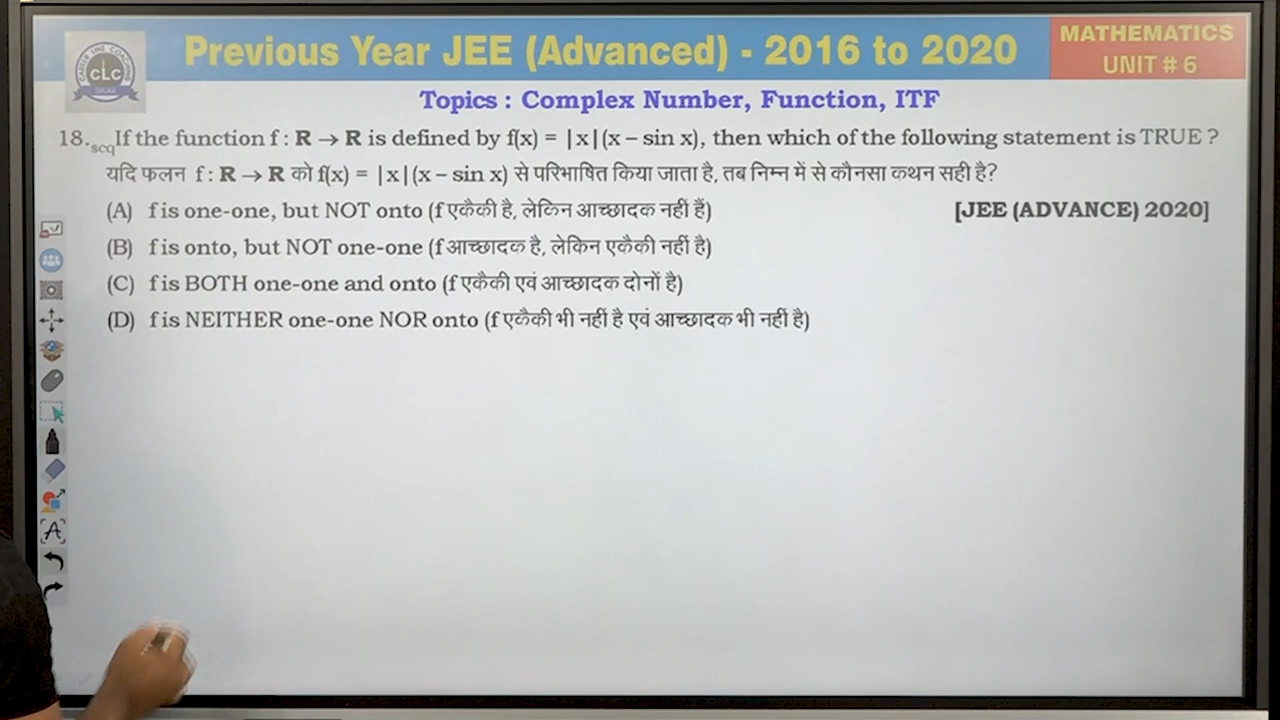 Previous Year JEE (Advanced) - 2016 to 2020
MATHEMATICS
UNIT # 6
CLC
Topics : Complex Number, Function, ITF
18.scq If the function f : R → R is defined by f(x) = |x|(x – sin x), then which of the following statement is TRUE ?
यदि फलन f : R → R को f(x) = |x|(x – sin x) से परिभाषित किया जाता है, तब निम्न में से कौनसा कथन सही है?
(A) f is one-one, but NOT onto (f एकैकी है, लेकिन आच्छादक नहीं हैं)
[JEE (ADVANCE) 2020]
(B) f is onto, but NOT one-one (f आच्छादक है, लेकिन एकैकी नहीं है)
(C) f is BOTH one-one and onto (f एकैकी एवं आच्छादक दोनों है)
(D) f is NEITHER one-one NOR onto (f एकैकी भी नहीं है एवं आच्छादक भी नहीं है)